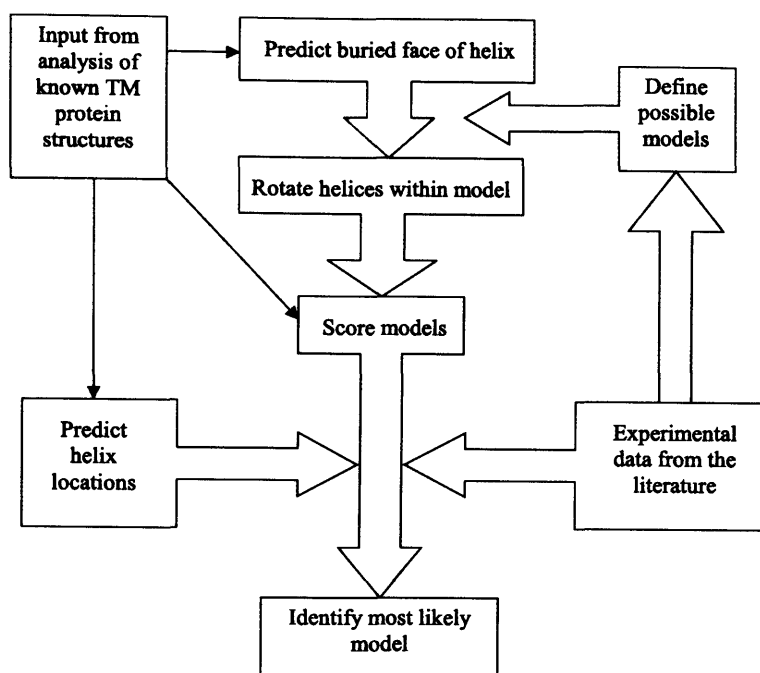 Input from
analysis of
known TM
protein
structures
Predict buried face of helix
Define
possible
models
Rotate helices within model
Score models
Predict
helix
locations
Experimental
data from the
literature
Identify most likely
model